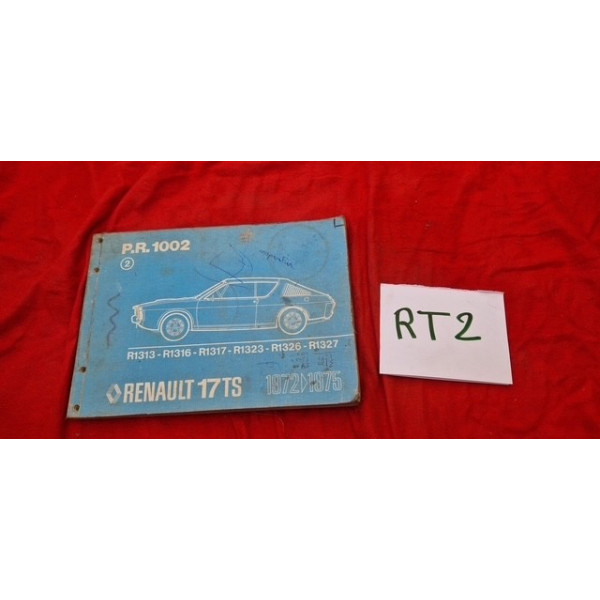 P.R. 1002
2
R1313 - R1316 - R1317 - R1323 - R1326 - R1327
RENAULT 17TS
1972 1975
RT2